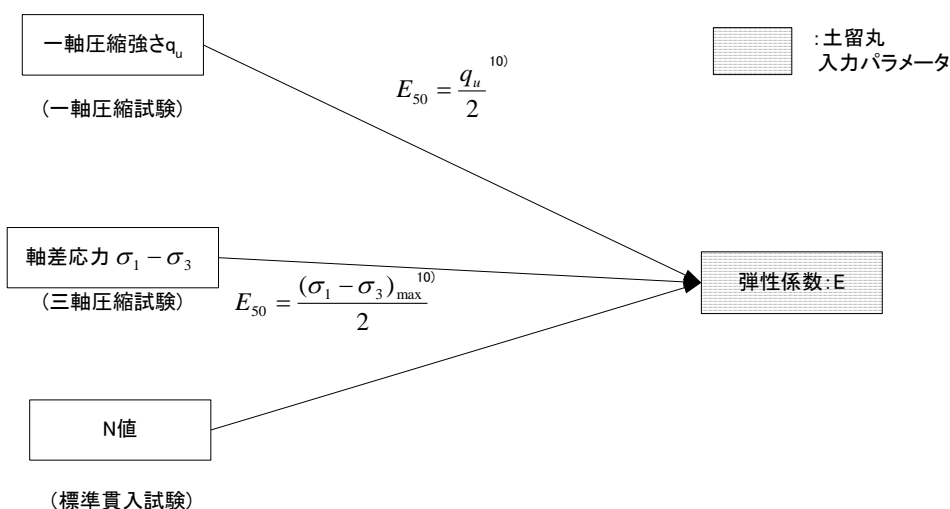 一軸圧縮強さqu
(一軸圧縮試験)
E50 = qu / 2 10)
:土留丸
入力パラメータ
軸差応力 σ1 − σ3
(三軸圧縮試験)
E50 = (σ1 − σ3)max / 2 10)
弾性係数:E
N値
(標準貫入試験)